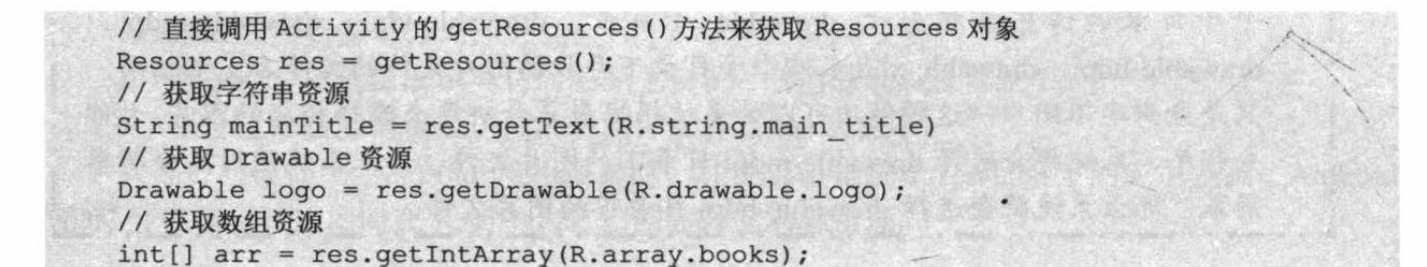 // 直接调用 Activity 的 getResources()方法来获取 Resources 对象
Resources res = getResources();
// 获取字符串资源
String mainTitle = res.getText(R.string.main_title)
// 获取 Drawable 资源
Drawable logo = res.getDrawable(R.drawable.logo);
// 获取数组资源
int[] arr = res.getIntArray(R.array.books);